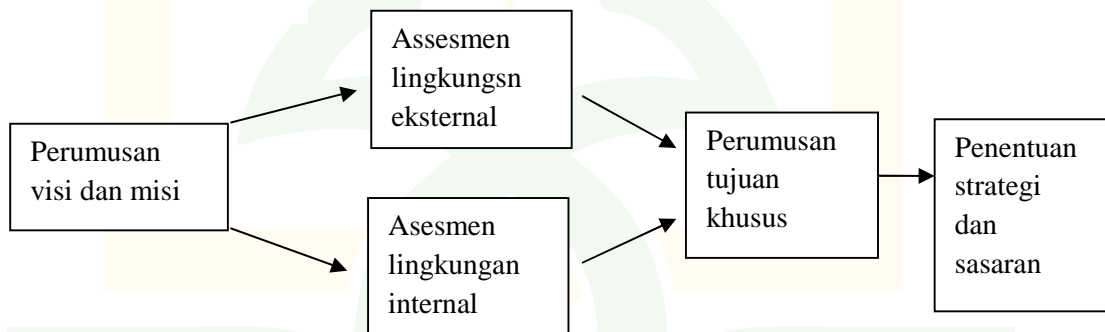 Perumusan
visi dan misi
Assesmen
lingkungsn
eksternal
Asesmen
lingkungan
internal
Perumusan
tujuan
khusus
Penentuan
strategi
dan
sasaran